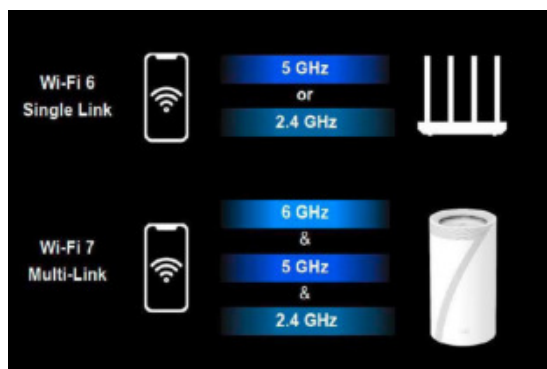 Wi-Fi 6
Single Link
5 GHz
or
2.4 GHz
Wi-Fi 7
Multi-Link
6 GHz
&
5 GHz
&
2.4 GHz